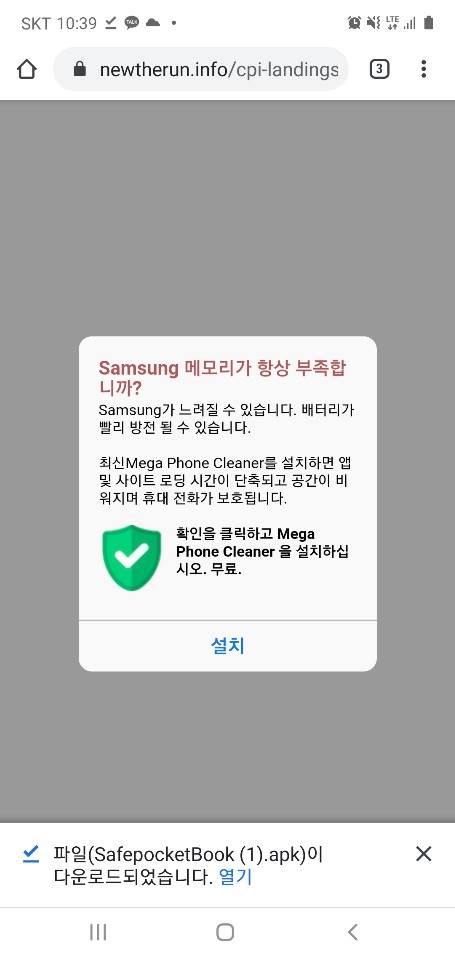 SKT 10:39 TALK LTE
newtherun.info/cpi-landings 3
Samsung 메모리가 항상 부족합
니까?
Samsung가 느려질 수 있습니다. 배터리가
빨리 방전 될 수 있습니다.
최신Mega Phone Cleaner를 설치하면 앱
및 사이트 로딩 시간이 단축되고 공간이 비
워지며 휴대 전화가 보호됩니다.
확인을 클릭하고 Mega
Phone Cleaner 을 설치하십
시오. 무료.
설치
파일(SafepocketBook (1).apk)이
다운로드되었습니다. 열기